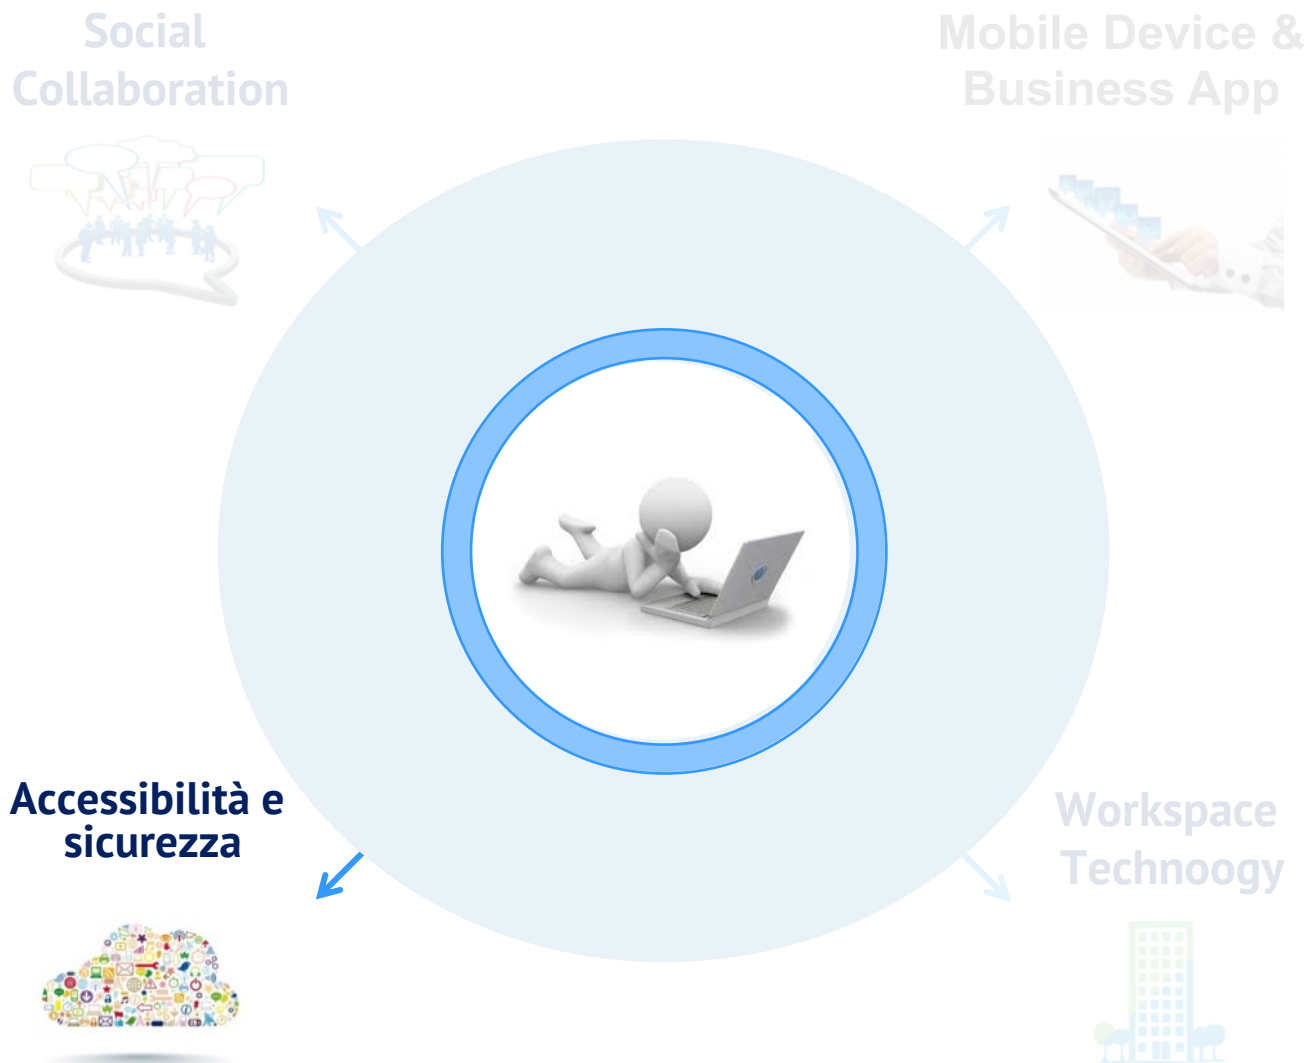 Social
Collaboration
Mobile Device &
Business App
Accessibilità e
sicurezza
Workspace
Technoogy